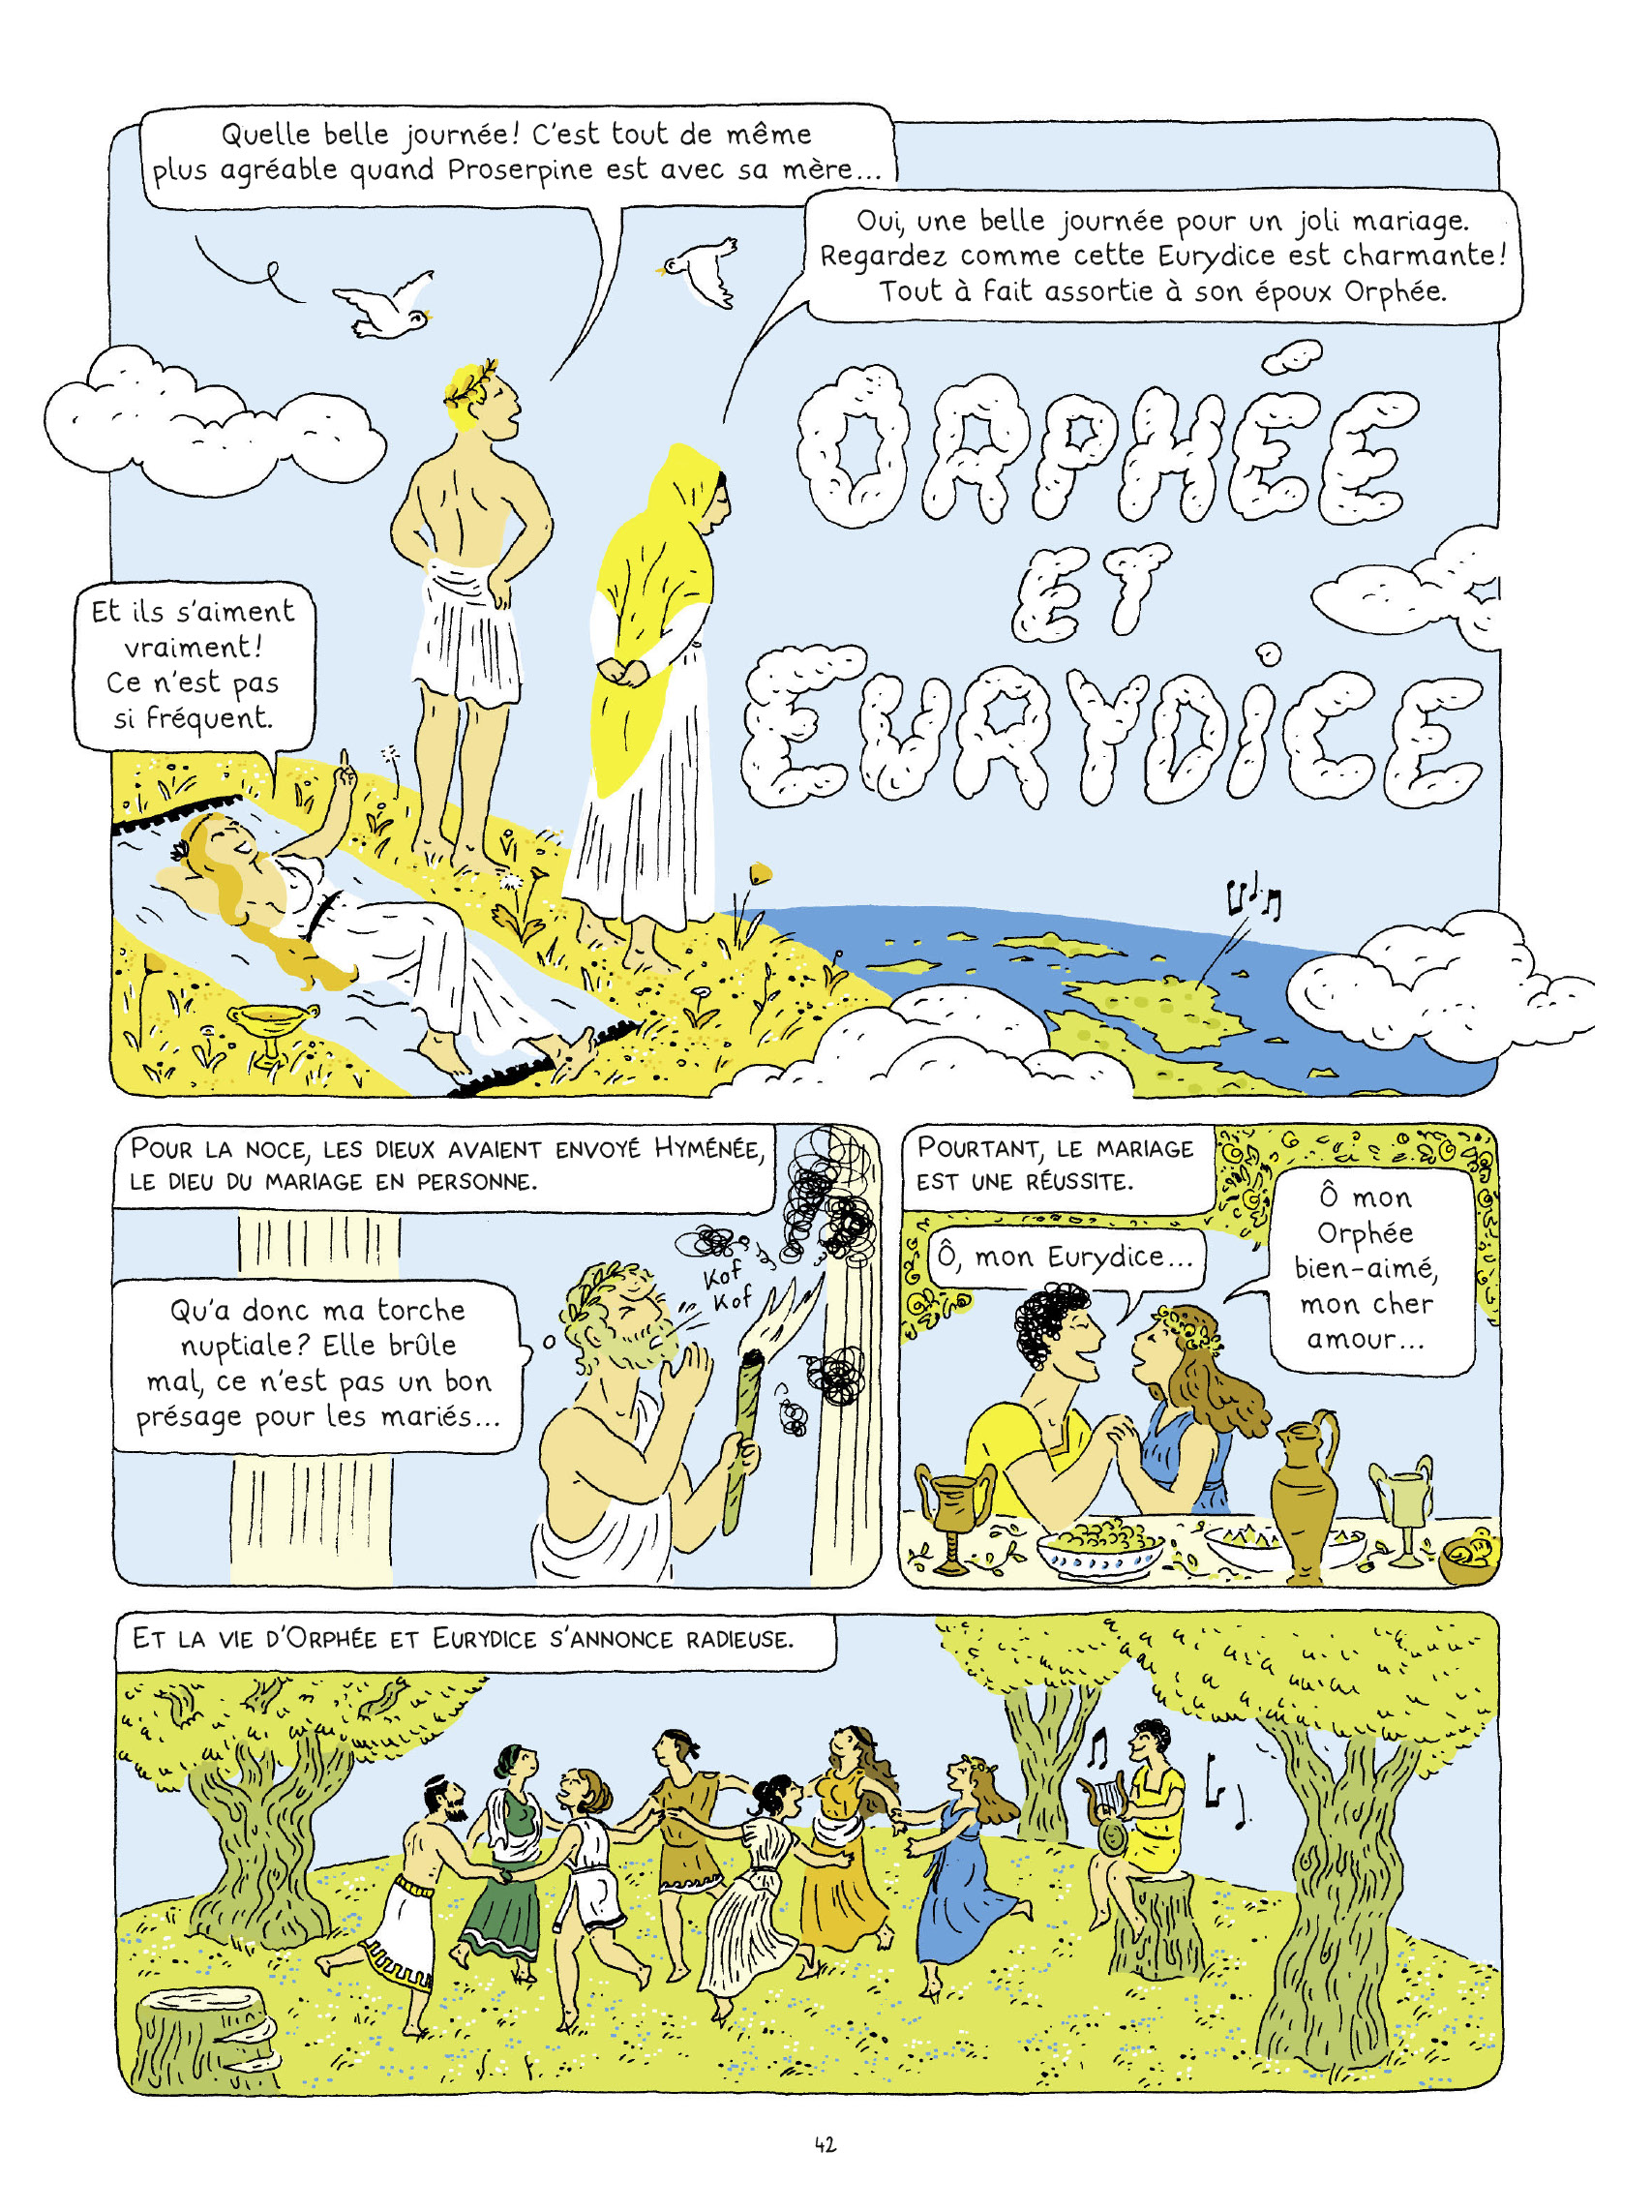 Quelle belle journée! C'est tout de même
plus agréable quand Proserpine est avec sa mère...
Oui, une belle journée pour un joli mariage.
Regardez comme cette Eurydice est charmante!
Tout à fait assortie à son époux Orphée.
ORPHÉE
ET
EURYDICE
Et ils s'aiment
vraiment!
Ce n'est pas
si fréquent.
POUR LA NOCE, LES DIEUX AVAIENT ENVOYÉ HYMÉNÉE,
LE DIEU DU MARIAGE EN PERSONNE.
Kof
Kof
Qu'a donc ma torche
nuptiale? Elle brûle
mal, ce n'est pas un bon
présage pour les mariés...
POURTANT, LE MARIAGE
EST UNE RÉUSSITE.
Ô, mon Eurydice...
Ô mon
Orphée
bien-aimé,
mon cher
amour...
ET LA VIE D'ORPHÉE ET EURYDICE S'ANNONCE RADIEUSE.
42